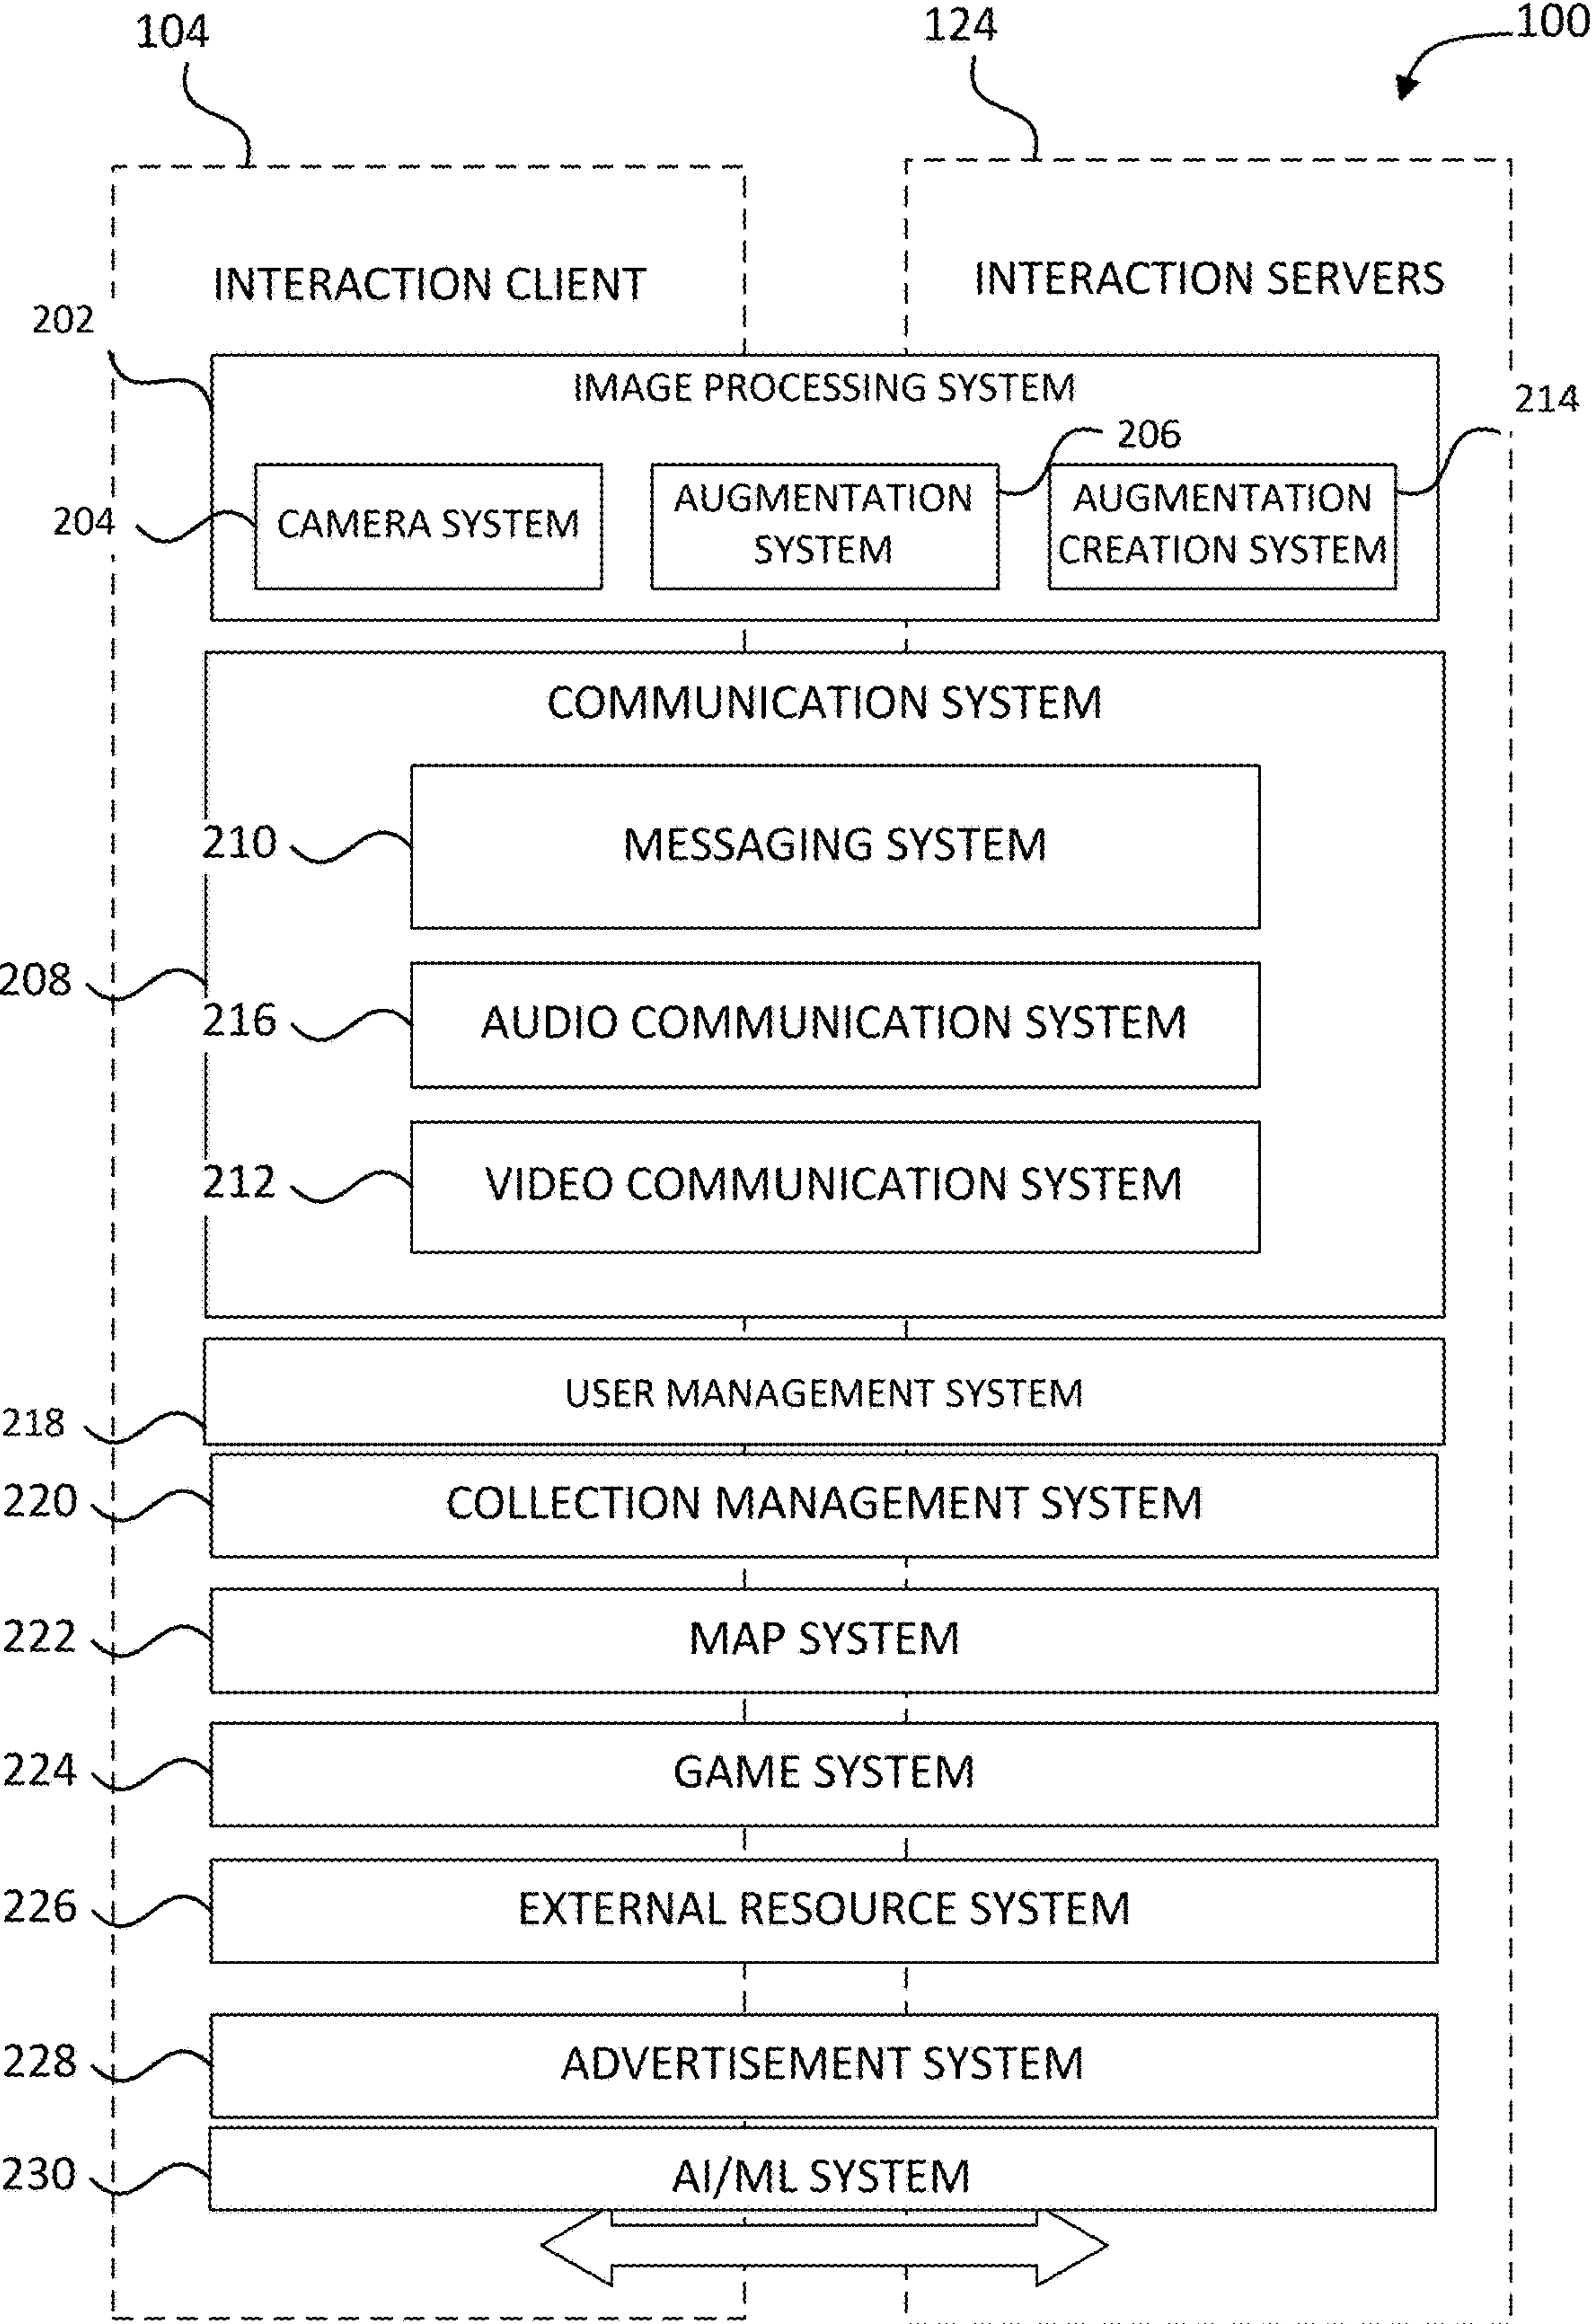 104
124
100
INTERACTION CLIENT
INTERACTION SERVERS
202
IMAGE PROCESSING SYSTEM
214
206
204
CAMERA SYSTEM
AUGMENTATION
SYSTEM
AUGMENTATION
CREATION SYSTEM
COMMUNICATION SYSTEM
210
MESSAGING SYSTEM
208
216
AUDIO COMMUNICATION SYSTEM
212
VIDEO COMMUNICATION SYSTEM
USER MANAGEMENT SYSTEM
218
220
COLLECTION MANAGEMENT SYSTEM
222
MAP SYSTEM
224
GAME SYSTEM
226
EXTERNAL RESOURCE SYSTEM
228
ADVERTISEMENT SYSTEM
230
AI/ML SYSTEM